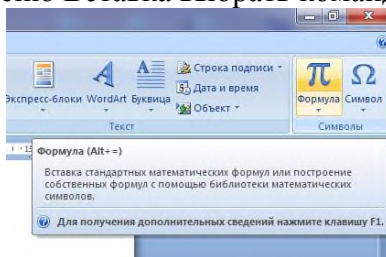 Строка подписи
Дата и время
Объект
Экспресс-блоки WordArt Буквица
Формула Символ
Текст
Символы
Формула (Alt+=)
Вставка стандартных математических формул или построение
собственных формул с помощью библиотеки математических
символов.
Для получения дополнительных сведений нажмите клавишу F1.